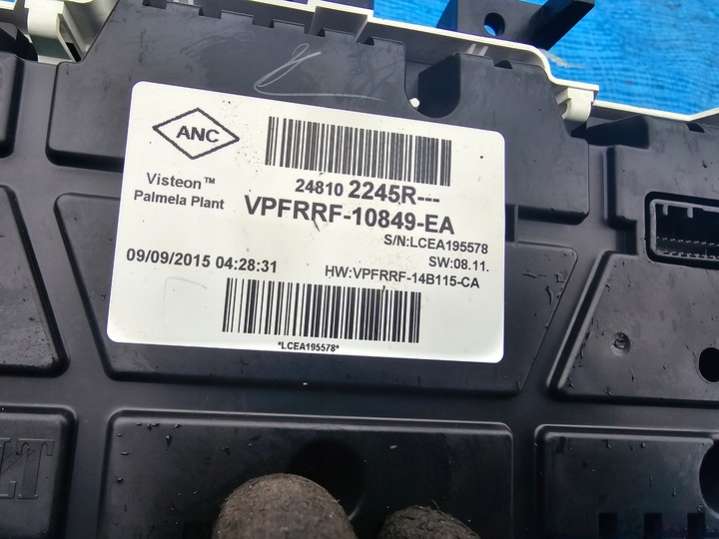 ANC
24810 2245R---
Visteon™
Palmela Plant
VPFRRF-10849-EA
S/N:LCEA195578
SW:08.11.
09/09/2015 04:28:31
HW:VPFRRF-14B115-CA
*LCEA195578*
LT